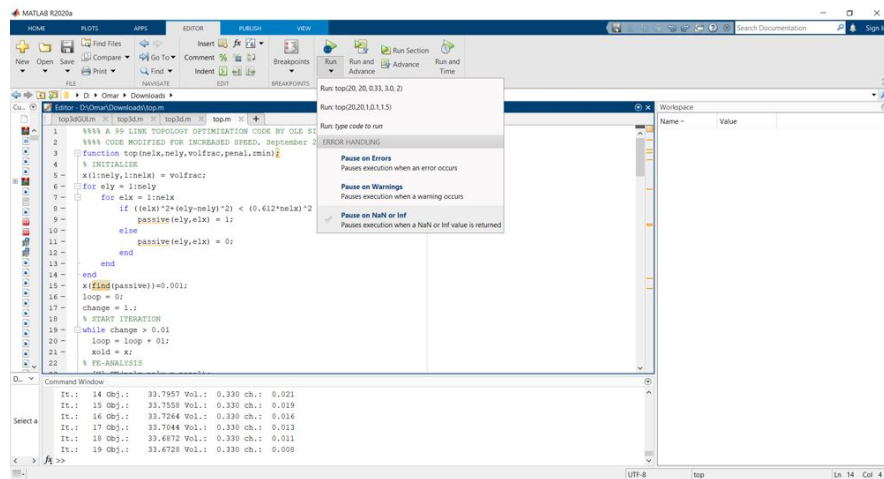 MATLAB R2020a
HOME PLOTS APPS EDITOR PUBLISH VIEW
Search Documentation Sign In
New Open Save
Find Files
Compare
Print
Go To
Find
Insert
Comment
Indent
Breakpoints
Run
Run and Advance
Run Section
Advance
Run and Time
FILE NAVIGATE EDIT BREAKPOINTS
D: Omar Downloads
Run: top(20, 20, 0.33, 3.0, 2)
Run: top(20,20,1,0.1,1.5)
Run: type code to run
ERROR HANDLING
Pause on Errors
Pauses execution when an error occurs
Pause on Warnings
Pauses execution when a warning occurs
Pause on NaN or Inf
Pauses execution when a NaN or Inf value is returned
Cu...
Editor - D:\Omar\Downloads\top.m
top3dGUI.m top3d.m top3d.m top.m
1 %%%% A 99 LINE TOPOLOGY OPTIMIZATION CODE BY OLE
2 %%%% CODE MODIFIED FOR INCREASED SPEED, September
3 function top(nelx,nely,volfrac,penal,rmin);
4 % INITIALIZE
5 x(1:nely,1:nelx) = volfrac;
6 for ely = 1:nely
7 for elx = 1:nelx
8 if ((elx)^2+(ely-nely)^2) < (0.612*nelx)^2
9 passive(ely,elx) = 1;
10 else
11 passive(ely,elx) = 0;
12 end
13 end
14 end
15 x(find(passive))=0.001;
16 loop = 0;
17 change = 1.;
18 % START ITERATION
19 while change > 0.01
20 loop = loop + 01;
21 xold = x;
22 % FE-ANALYSIS
Workspace
Name Value
D...
Select a
Command Window
It.: 14 Obj.: 33.7957 Vol.: 0.330 ch.: 0.021
It.: 15 Obj.: 33.7550 Vol.: 0.330 ch.: 0.019
It.: 16 Obj.: 33.7264 Vol.: 0.330 ch.: 0.016
It.: 17 Obj.: 33.7044 Vol.: 0.330 ch.: 0.013
It.: 18 Obj.: 33.6872 Vol.: 0.330 ch.: 0.011
It.: 19 Obj.: 33.6728 Vol.: 0.330 ch.: 0.008
fx >>
UTF-8 top Ln 14 Col 4